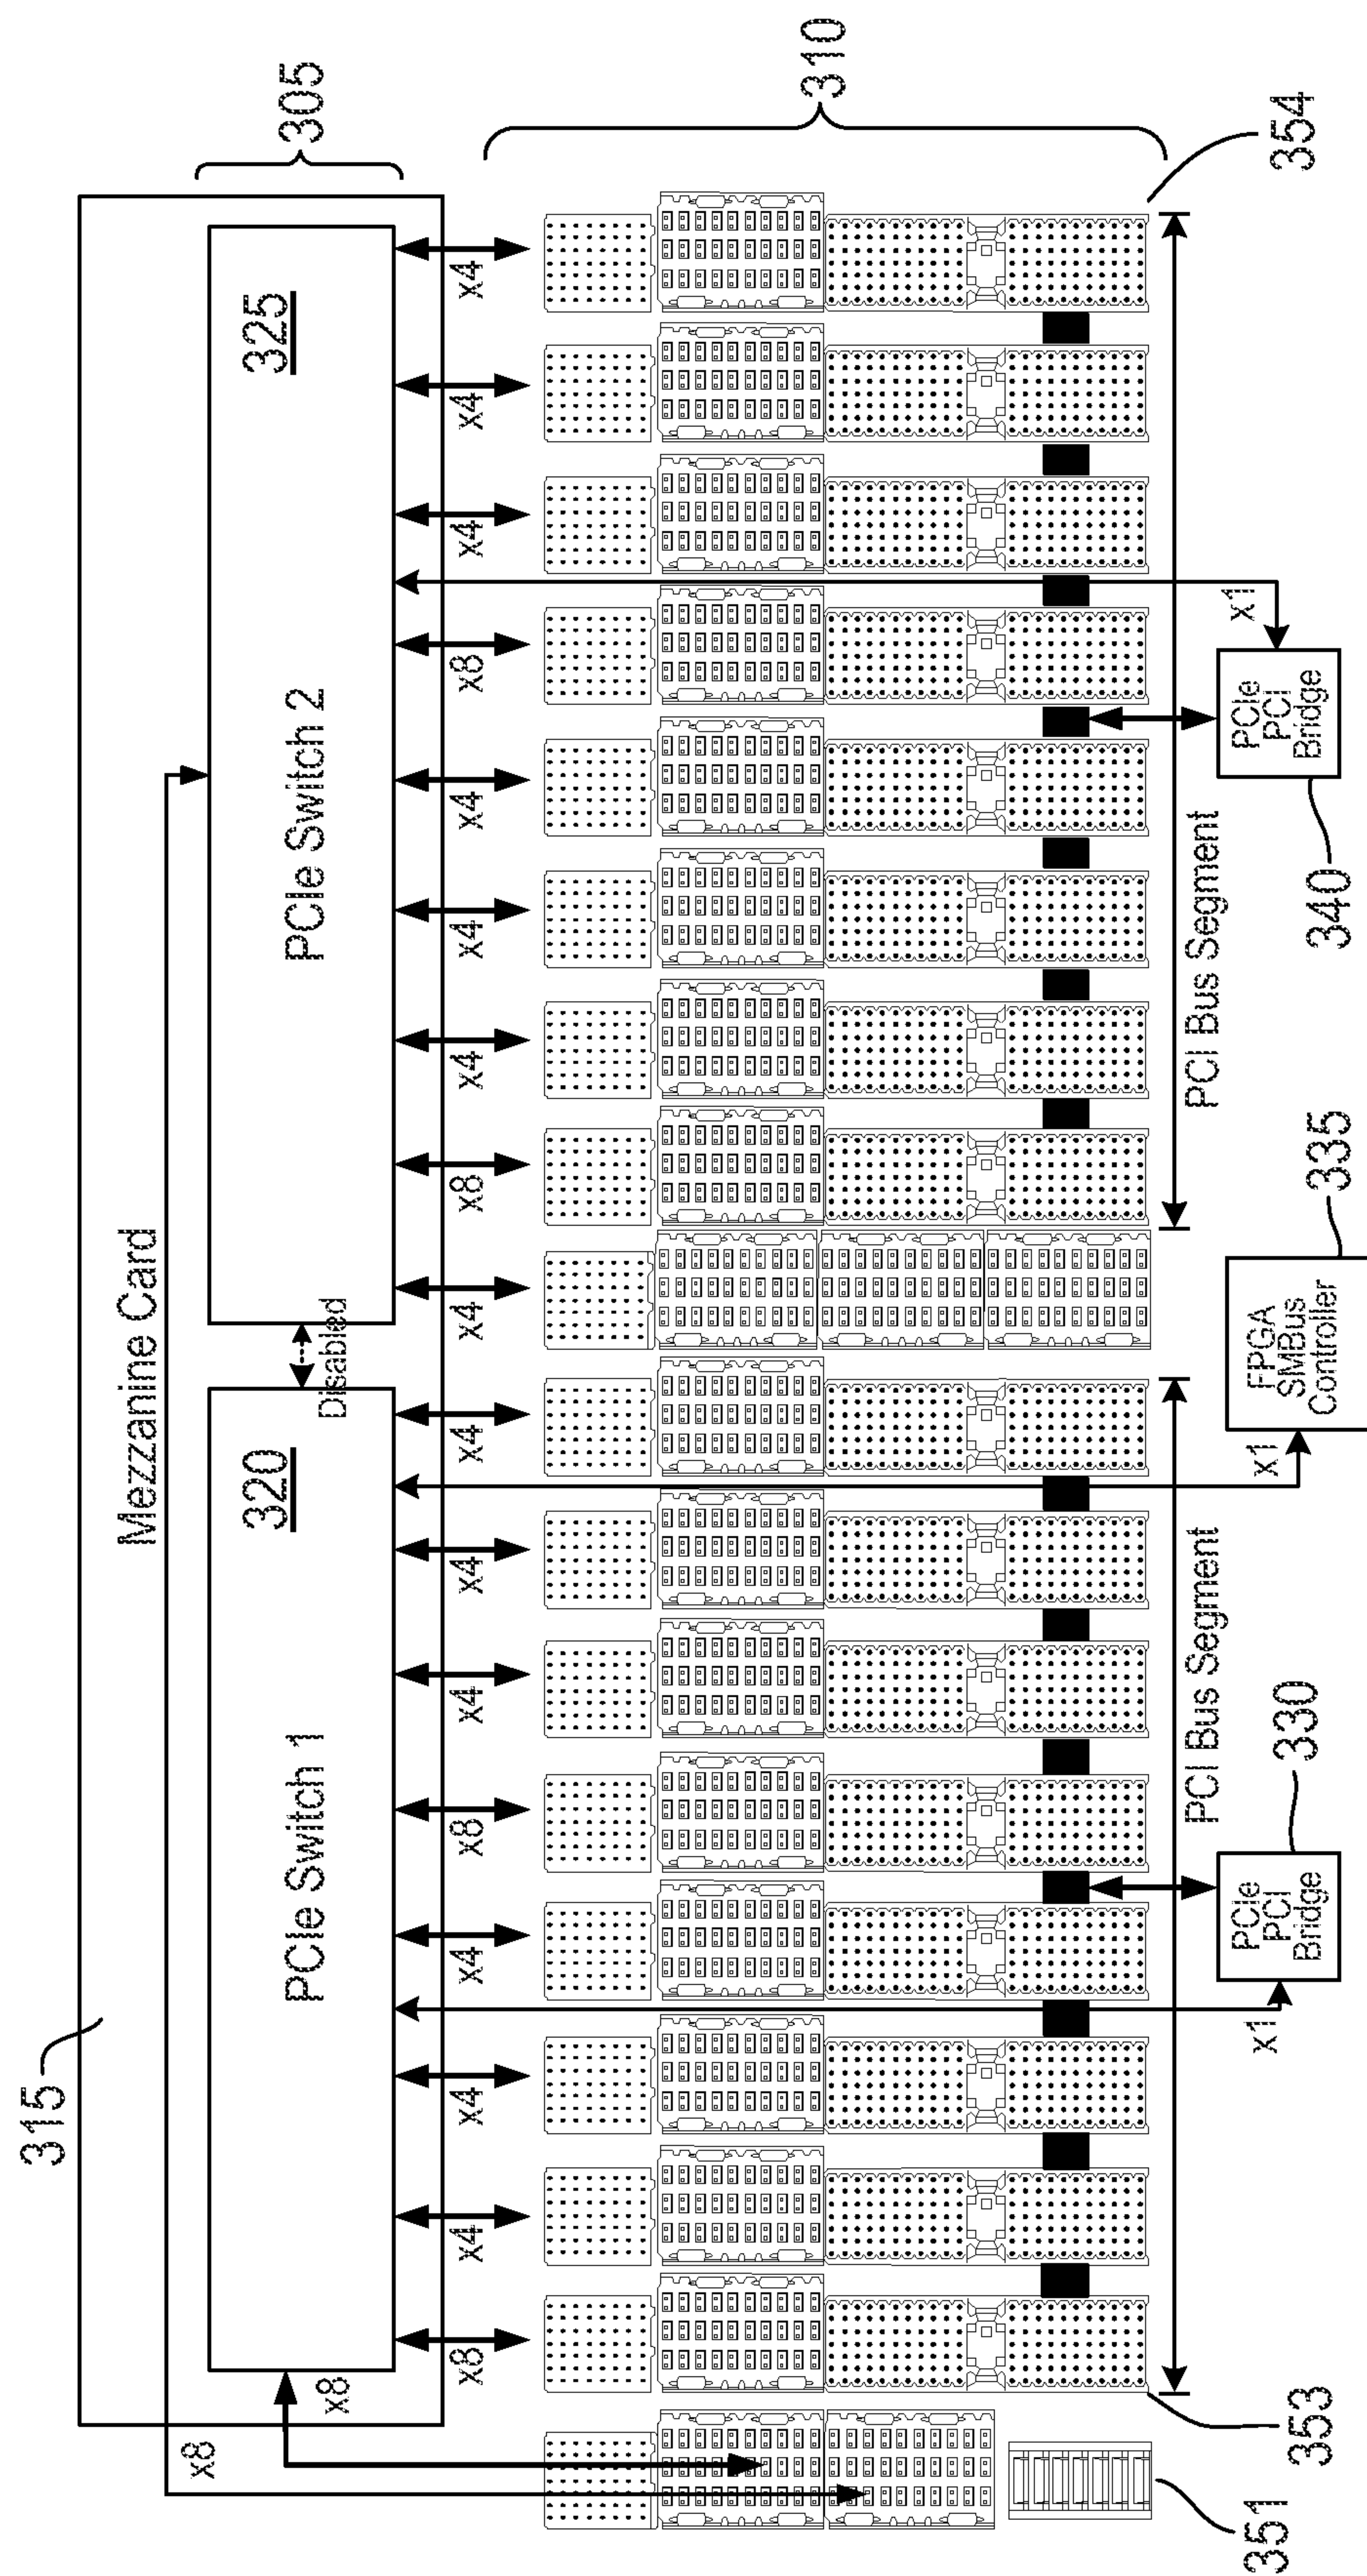 315
Mezzanine Card
305
320
PCIe Switch 1
325
PCIe Switch 2
Disabled
x8
x8
x8
x4
x4
x4
x8
x4
x4
x4
x4
x8
x4
x4
x4
x8
x4
x4
x4
310
354
353
351
PCI Bus Segment
PCI Bus Segment
x1
PCIe
PCI
Bridge
330
x1
FPGA
SMBus
Controller
335
x1
PCIe
PCI
Bridge
340